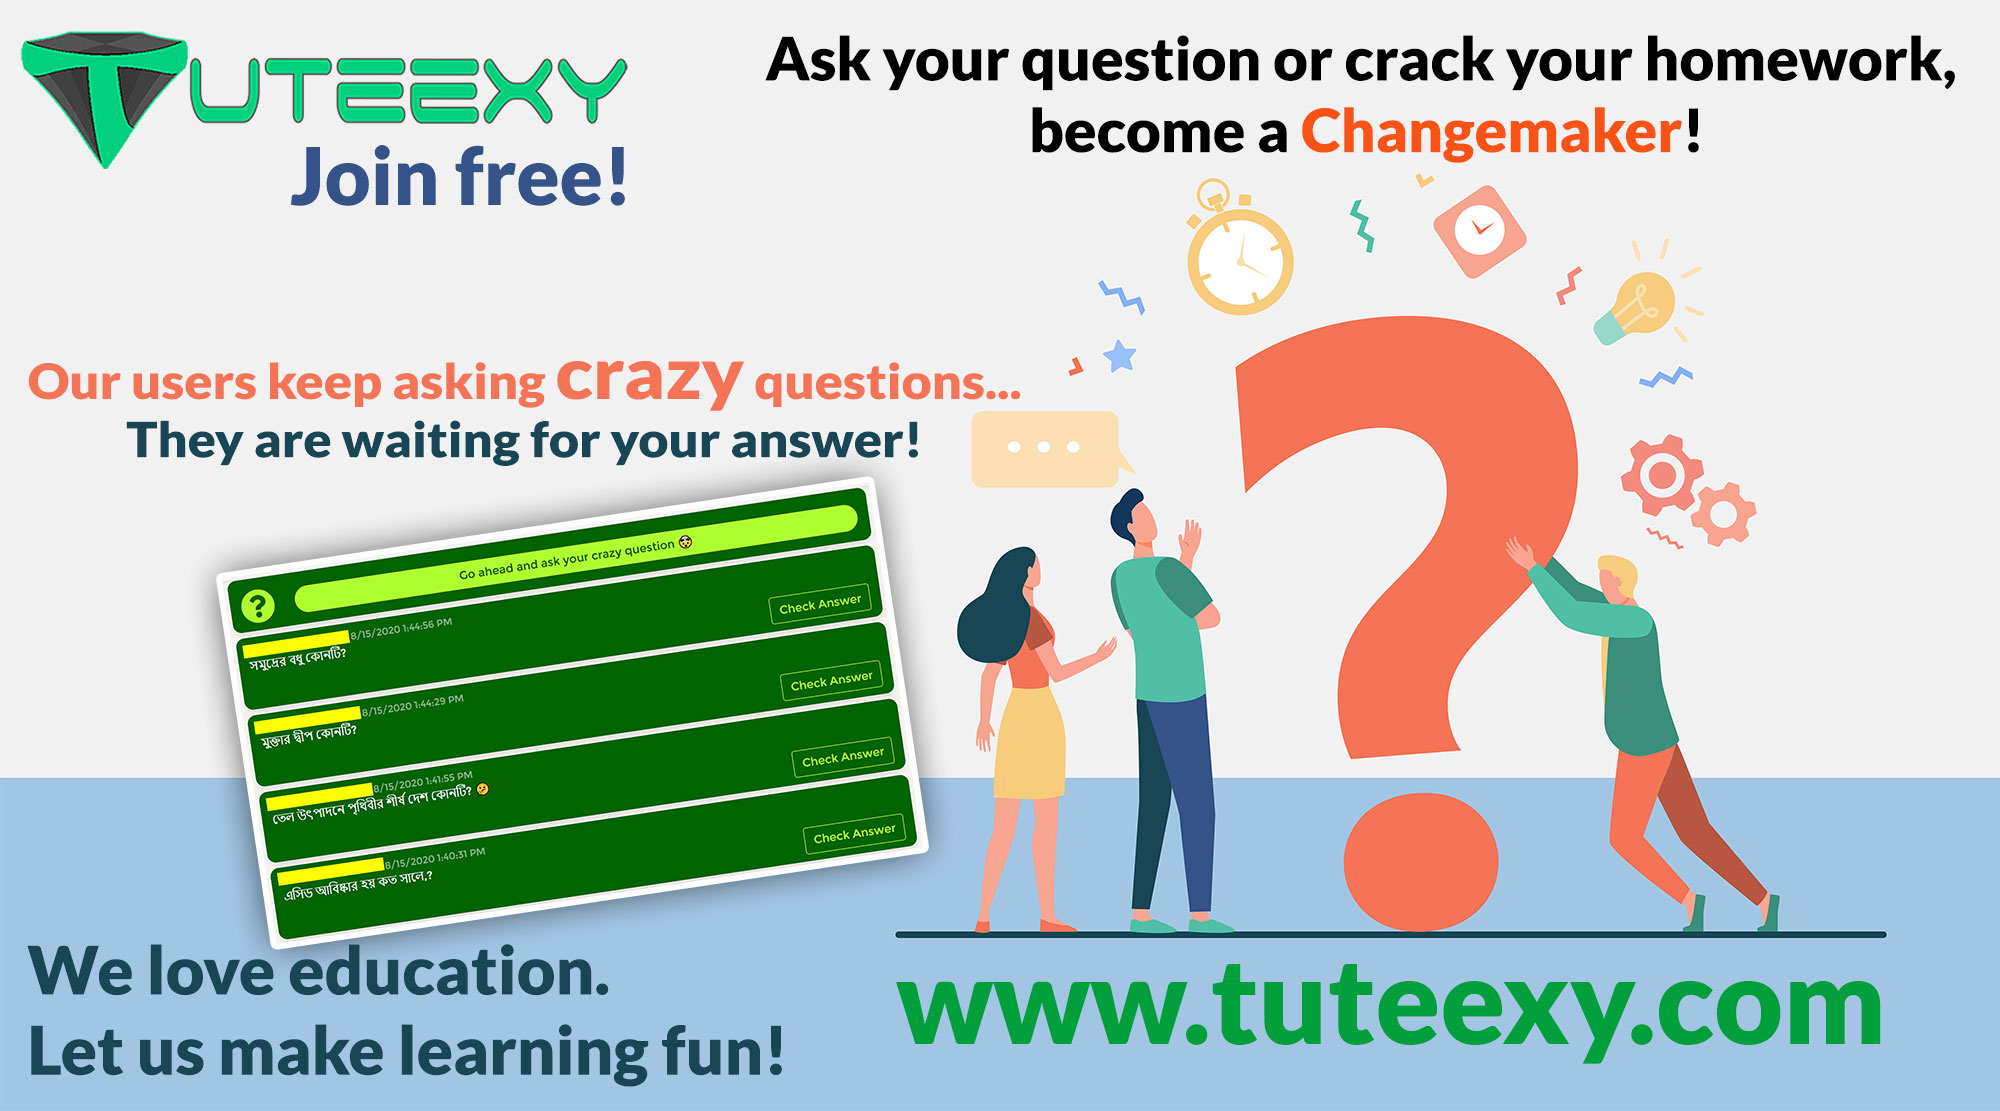 TUTEEXY
Join free!
Ask your question or crack your homework,
become a Changemaker!
Our users keep asking crazy questions...
They are waiting for your answer!
Go ahead and ask your crazy question
?
8/15/2020 1:44:56 PM
সমুদ্রের বধু কোনটি?
Check Answer
8/15/2020 1:44:29 PM
মুক্তার দ্বীপ কোনটি?
Check Answer
8/15/2020 1:41:55 PM
তেল উৎপাদনে পৃথিবীর শীর্ষ দেশ কোনটি? 🤔
Check Answer
8/15/2020 1:40:31 PM
এসিড আবিষ্কার হয় কত সালে,?
Check Answer
?
We love education.
Let us make learning fun!
www.tuteexy.com